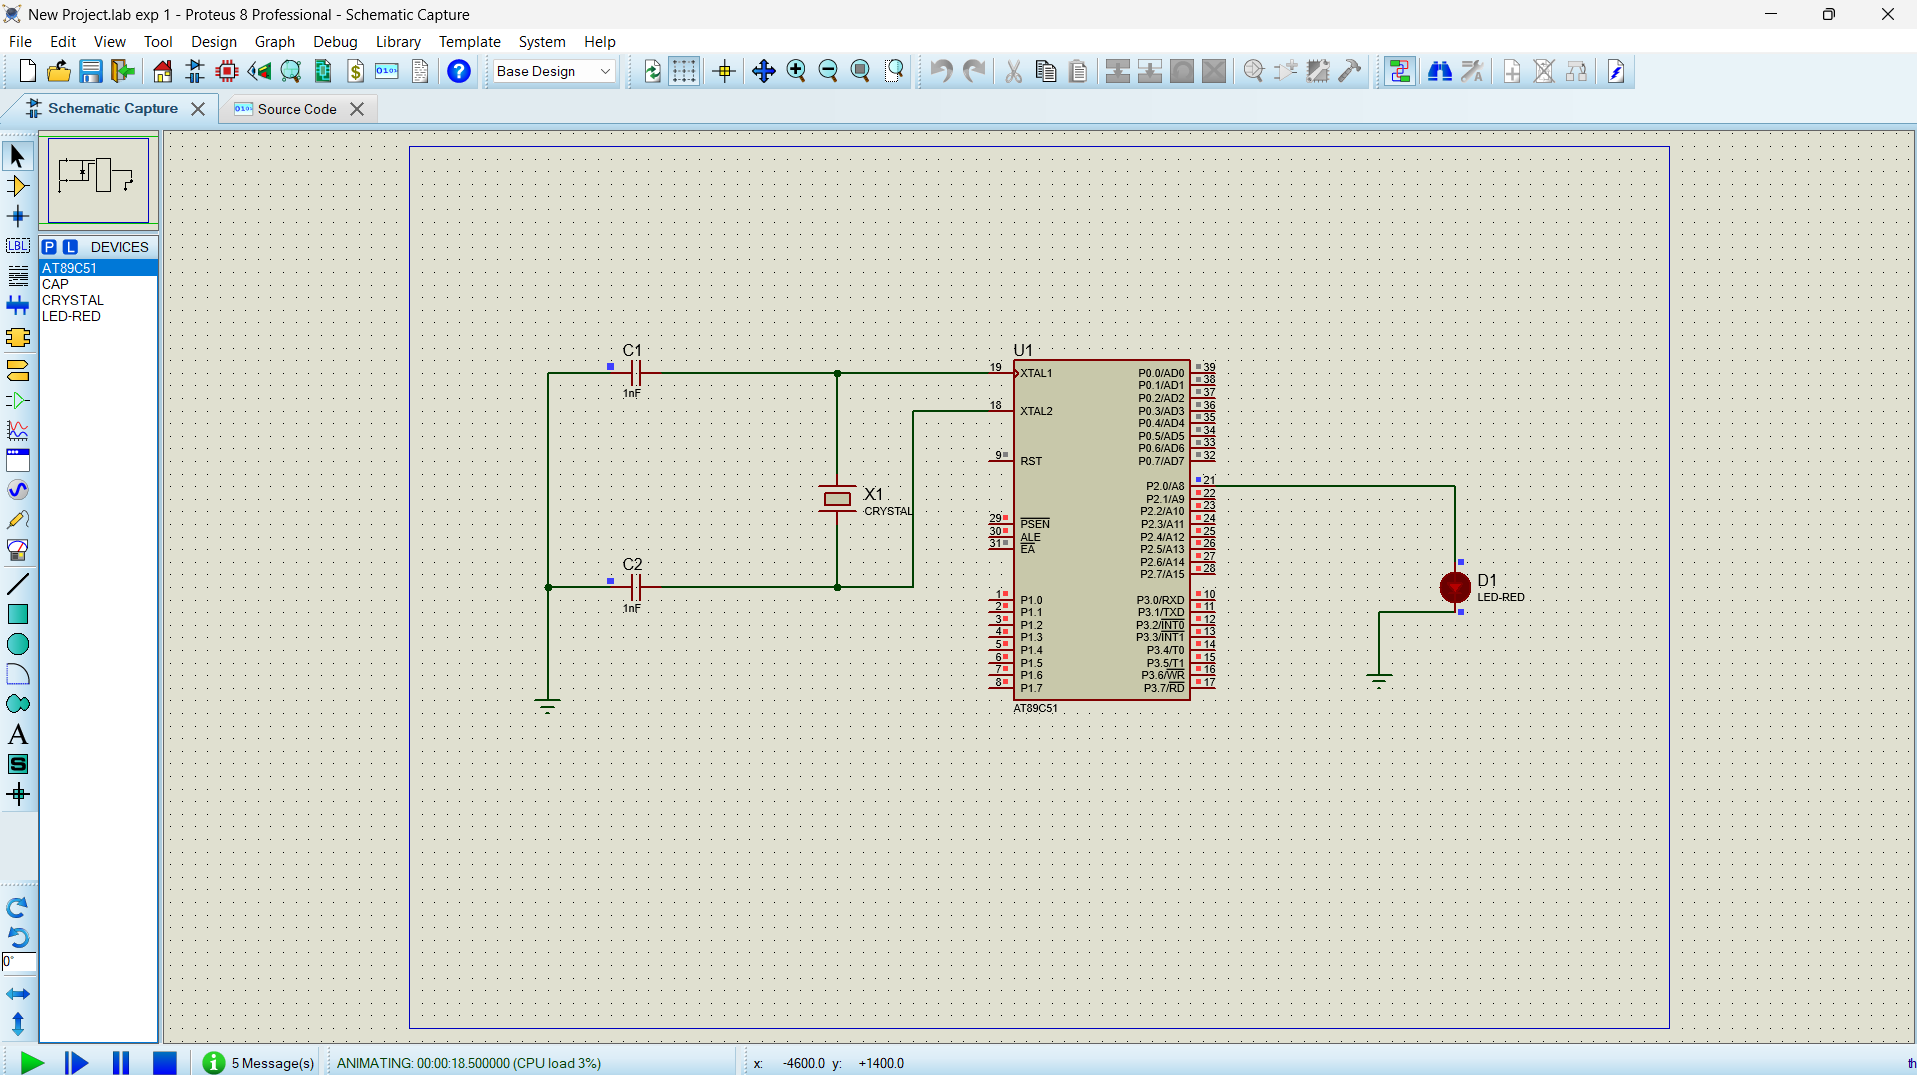 New Project.lab exp 1 - Proteus 8 Professional - Schematic Capture
File Edit View Tool Design Graph Debug Library Template System Help
Base Design
Schematic Capture
Source Code
P L DEVICES
AT89C51
CAP
CRYSTAL
LED-RED
LBL
A
S
0°
C1
1nF
C2
1nF
X1
CRYSTAL
U1
19 XTAL1
18 XTAL2
9 RST
29 PSEN
30 ALE
31 EA
1 P1.0
2 P1.1
3 P1.2
4 P1.3
5 P1.4
6 P1.5
7 P1.6
8 P1.7
P0.0/AD0 39
P0.1/AD1 38
P0.2/AD2 37
P0.3/AD3 36
P0.4/AD4 35
P0.5/AD5 34
P0.6/AD6 33
P0.7/AD7 32
P2.0/A8 21
P2.1/A9 22
P2.2/A10 23
P2.3/A11 24
P2.4/A12 25
P2.5/A13 26
P2.6/A14 27
P2.7/A15 28
P3.0/RXD 10
P3.1/TXD 11
P3.2/INT0 12
P3.3/INT1 13
P3.4/T0 14
P3.5/T1 15
P3.6/WR 16
P3.7/RD 17
AT89C51
D1
LED-RED
5 Message(s)
ANIMATING: 00:00:18.500000 (CPU load 3%)
x: -4600.0 y: +1400.0
th